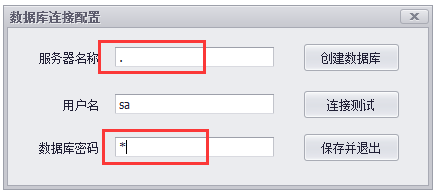 数据库连接配置
服务器名称 . 创建数据库
用户名 sa 连接测试
数据库密码 * 保存并退出